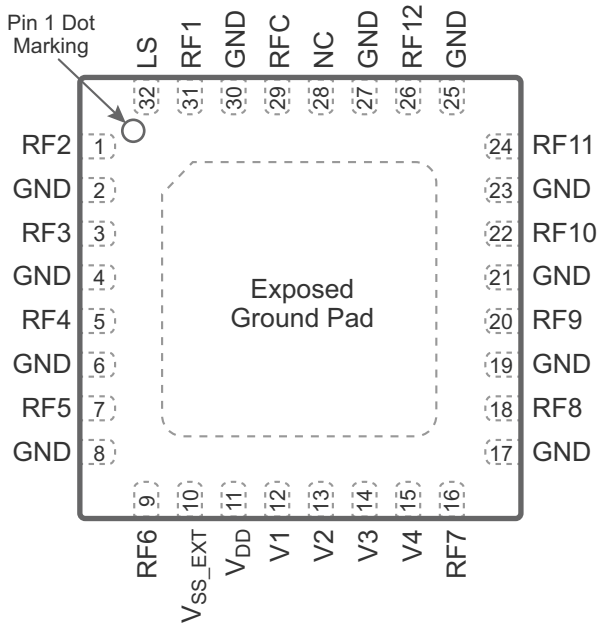 Pin 1 Dot
Marking
LS
RF1
GND
RFC
NC
GND
RF12
GND
32
31
30
29
28
27
26
25
RF2 1
GND 2
RF3 3
GND 4
RF4 5
GND 6
RF5 7
GND 8
24 RF11
23 GND
22 RF10
21 GND
20 RF9
19 GND
18 RF8
17 GND
Exposed
Ground Pad
9
10
11
12
13
14
15
16
RF6
VSS_EXT
VDD
V1
V2
V3
V4
RF7